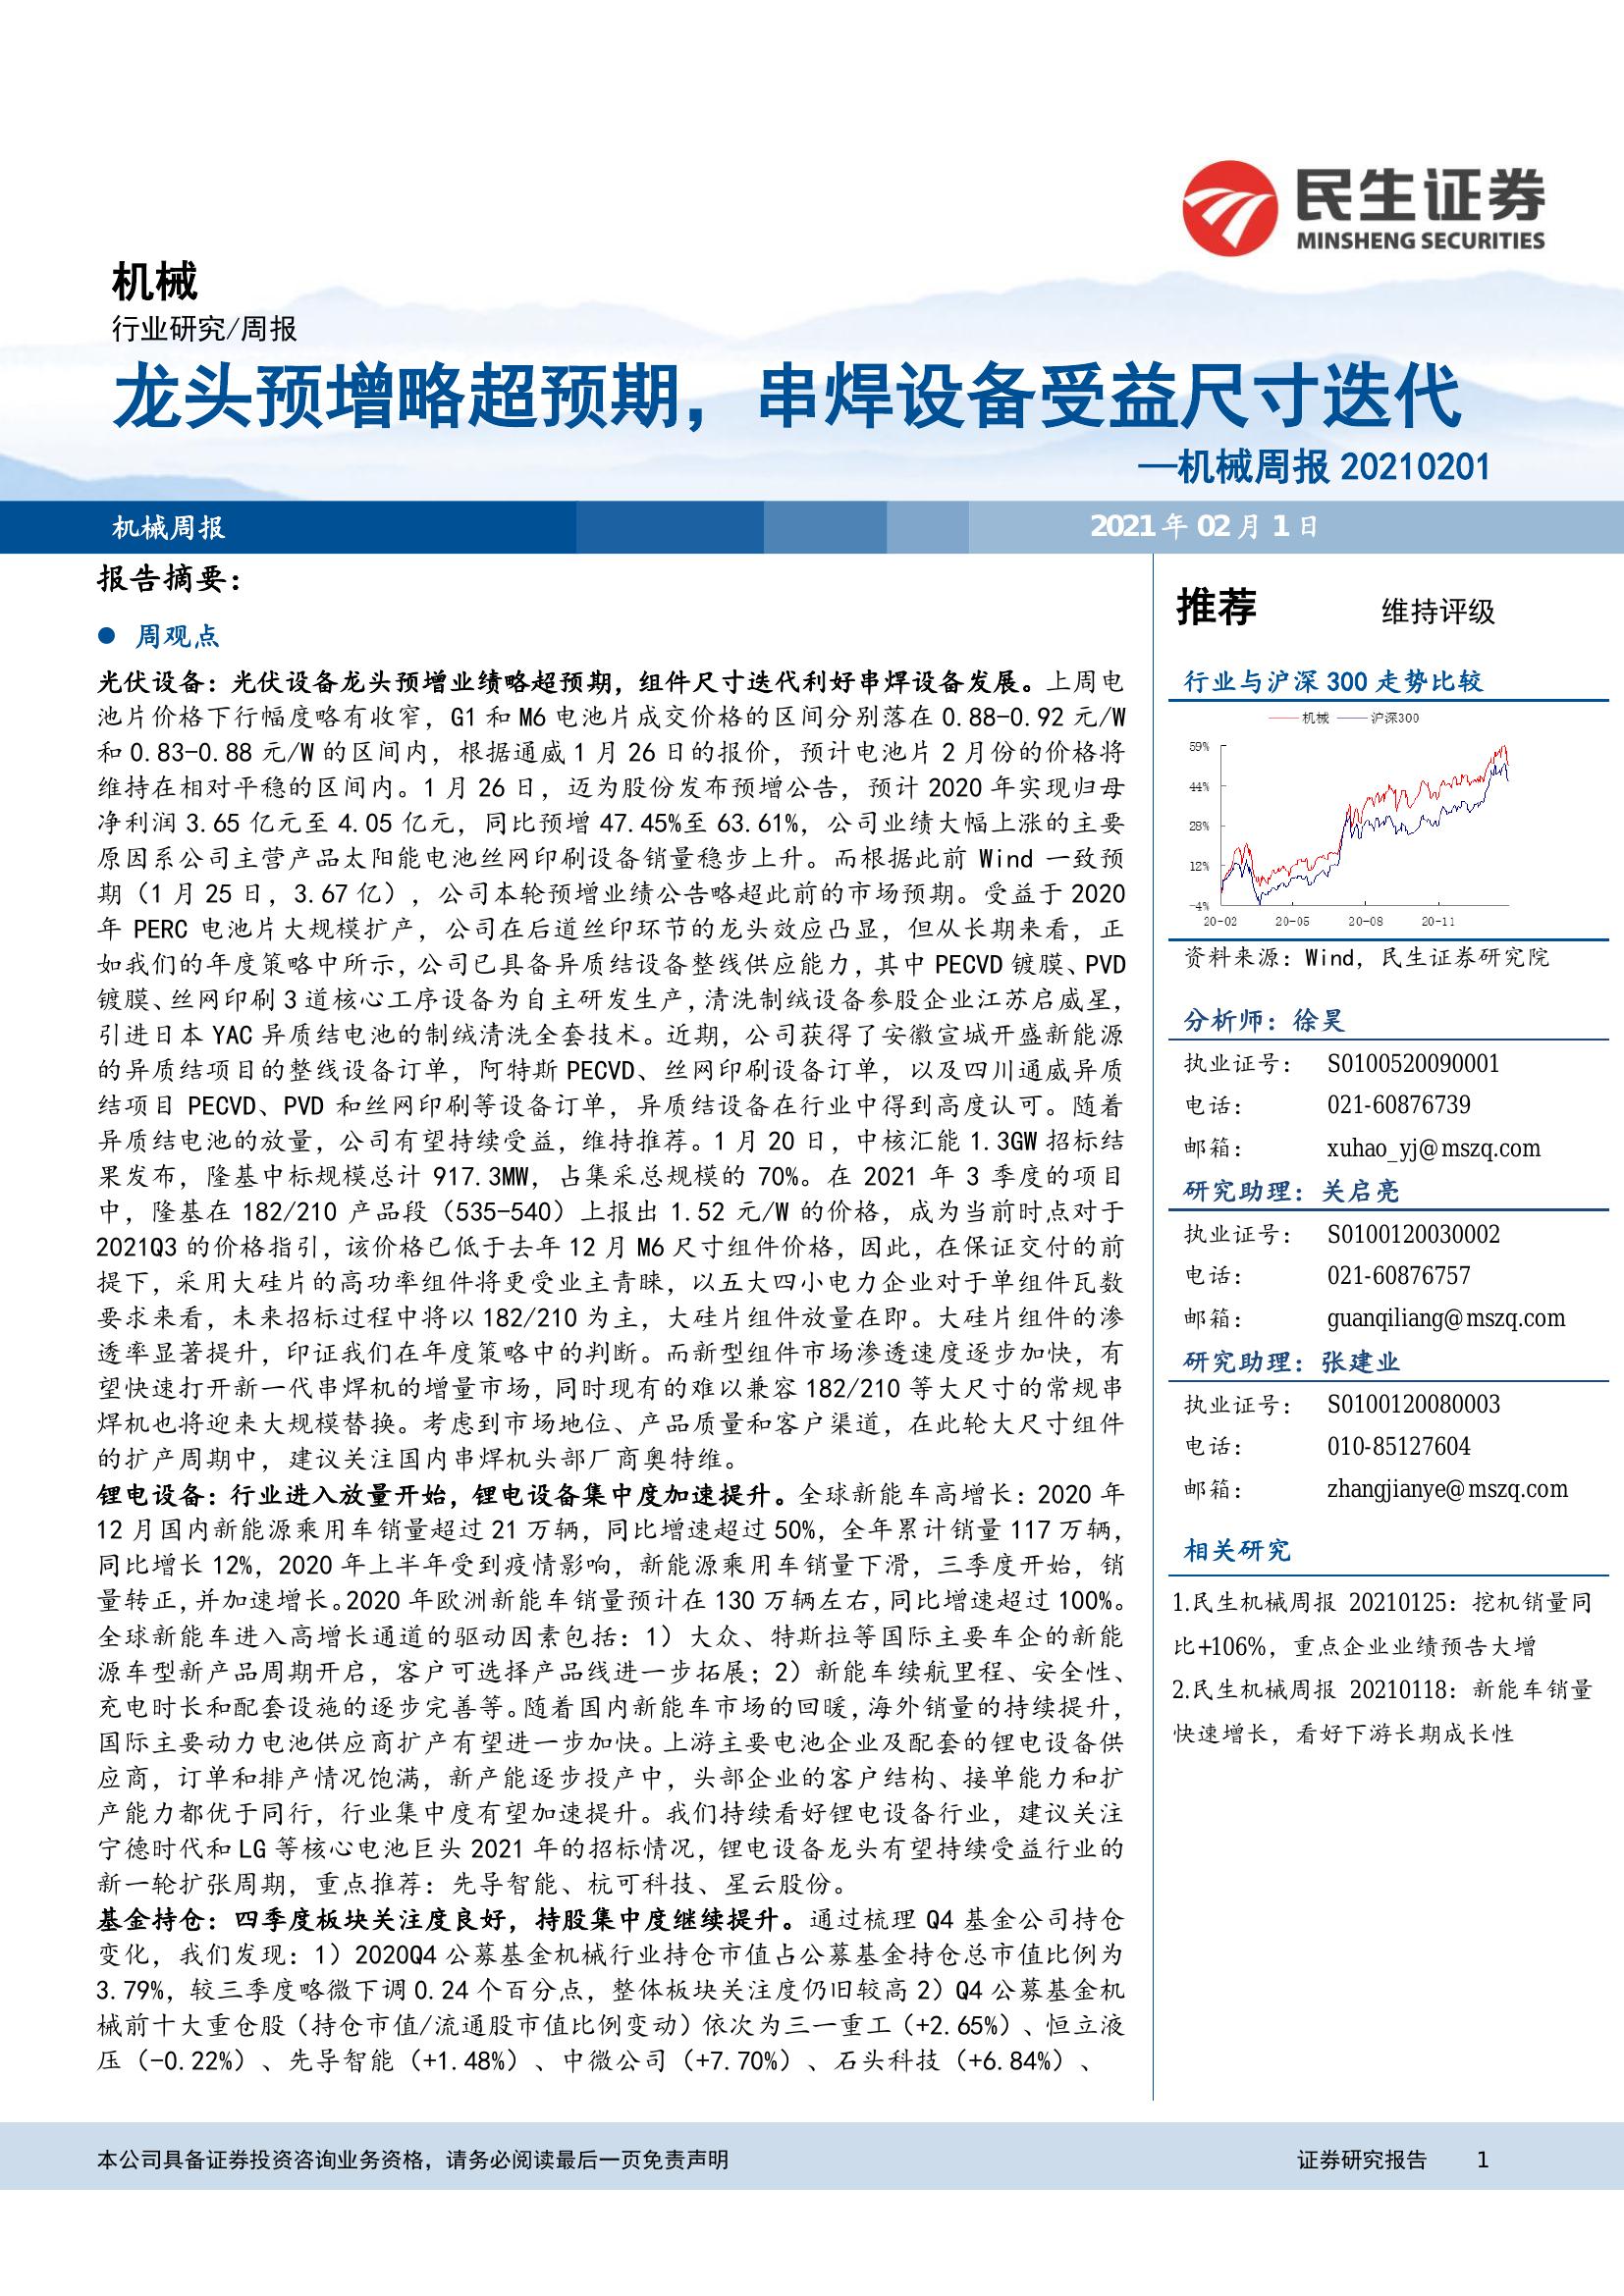 民生证券
MINSHENG SECURITIES
机械
行业研究/周报
龙头预增略超预期，串焊设备受益尺寸迭代
—机械周报 20210201
机械周报
2021 年 02 月 1 日
报告摘要：
● 周观点
光伏设备：光伏设备龙头预增业绩略超预期，组件尺寸迭代利好串焊设备发展。上周电
池片价格下行幅度略有收窄，G1 和 M6 电池片成交价格的区间分别落在 0.88-0.92 元/W
和 0.83-0.88 元/W 的区间内，根据通威 1 月 26 日的报价，预计电池片 2 月份的价格将
维持在相对平稳的区间内。1 月 26 日，迈为股份发布预增公告，预计 2020 年实现归母
净利润 3.65 亿元至 4.05 亿元，同比预增 47.45%至 63.61%，公司业绩大幅上涨的主要
原因系公司主营产品太阳能电池丝网印刷设备销量稳步上升。而根据此前 Wind 一致预
期（1 月 25 日，3.67 亿），公司本轮预增业绩公告略超此前的市场预期。受益于 2020
年 PERC 电池片大规模扩产，公司在后道丝印环节的龙头效应凸显，但从长期来看，正
如我们的年度策略中所示，公司已具备异质结设备整线供应能力，其中 PECVD 镀膜、PVD
镀膜、丝网印刷 3 道核心工序设备为自主研发生产，清洗制绒设备参股企业江苏启威星，
引进日本 YAC 异质结电池的制绒清洗全套技术。近期，公司获得了安徽宣城开盛新能源
的异质结项目的整线设备订单，阿特斯 PECVD、丝网印刷设备订单，以及四川通威异质
结项目 PECVD、PVD 和丝网印刷等设备订单，异质结设备在行业中得到高度认可。随着
异质结电池的放量，公司有望持续受益，维持推荐。1 月 20 日，中核汇能 1.3GW 招标结
果发布，隆基中标规模总计 917.3MW，占集采总规模的 70%。在 2021 年 3 季度的项目
中，隆基在 182/210 产品段（535-540）上报出 1.52 元/W 的价格，成为当前时点对于
2021Q3 的价格指引，该价格已低于去年 12 月 M6 尺寸组件价格，因此，在保证交付的前
提下，采用大硅片的高功率组件将更受业主青睐，以五大四小电力企业对于单组件瓦数
要求来看，未来招标过程中将以 182/210 为主，大硅片组件放量在即。大硅片组件的渗
透率显著提升，印证我们在年度策略中的判断。而新型组件市场渗透速度逐步加快，有
望快速打开新一代串焊机的增量市场，同时现有的难以兼容 182/210 等大尺寸的常规串
焊机也将迎来大规模替换。考虑到市场地位、产品质量和客户渠道，在此轮大尺寸组件
的扩产周期中，建议关注国内串焊机头部厂商奥特维。
锂电设备：行业进入放量开始，锂电设备集中度加速提升。全球新能车高增长：2020 年
12 月国内新能源乘用车销量超过 21 万辆，同比增速超过 50%，全年累计销量 117 万辆，
同比增长 12%，2020 年上半年受到疫情影响，新能源乘用车销量下滑，三季度开始，销
量转正，并加速增长。2020 年欧洲新能车销量预计在 130 万辆左右，同比增速超过 100%。
全球新能车进入高增长通道的驱动因素包括：1）大众、特斯拉等国际主要车企的新能
源车型新产品周期开启，客户可选择产品线进一步拓展；2）新能车续航里程、安全性、
充电时长和配套设施的逐步完善等。随着国内新能车市场的回暖，海外销量的持续提升，
国际主要动力电池供应商扩产有望进一步加快。上游主要电池企业及配套的锂电设备供
应商，订单和排产情况饱满，新产能逐步投产中，头部企业的客户结构、接单能力和扩
产能力都优于同行，行业集中度有望加速提升。我们持续看好锂电设备行业，建议关注
宁德时代和 LG 等核心电池巨头 2021 年的招标情况，锂电设备龙头有望持续受益行业的
新一轮扩张周期，重点推荐：先导智能、杭可科技、星云股份。
基金持仓：四季度板块关注度良好，持股集中度继续提升。通过梳理 Q4 基金公司持仓
变化，我们发现：1）2020Q4 公募基金机械行业持仓市值占公募基金持仓总市值比例为
3.79%，较三季度略微下调 0.24 个百分点，整体板块关注度仍旧较高 2）Q4 公募基金机
械前十大重仓股（持仓市值/流通股市值比例变动）依次为三一重工（+2.65%）、恒立液
压（-0.22%）、先导智能（+1.48%）、中微公司（+7.70%）、石头科技（+6.84%）、
推荐 维持评级
行业与沪深 300 走势比较
机械 沪深300
59%
44%
28%
12%
-4%
20-02 20-05 20-08 20-11
资料来源：Wind，民生证券研究院
分析师：徐昊
执业证号： S0100520090001
电话： 021-60876739
邮箱： xuhao_yj@mszq.com
研究助理：关启亮
执业证号： S0100120030002
电话： 021-60876757
邮箱： guanqiliang@mszq.com
研究助理：张建业
执业证号： S0100120080003
电话： 010-85127604
邮箱： zhangjianye@mszq.com
相关研究
1.民生机械周报 20210125：挖机销量同
比+106%，重点企业业绩预告大增
2.民生机械周报 20210118：新能车销量
快速增长，看好下游长期成长性
本公司具备证券投资咨询业务资格，请务必阅读最后一页免责声明
证券研究报告 1